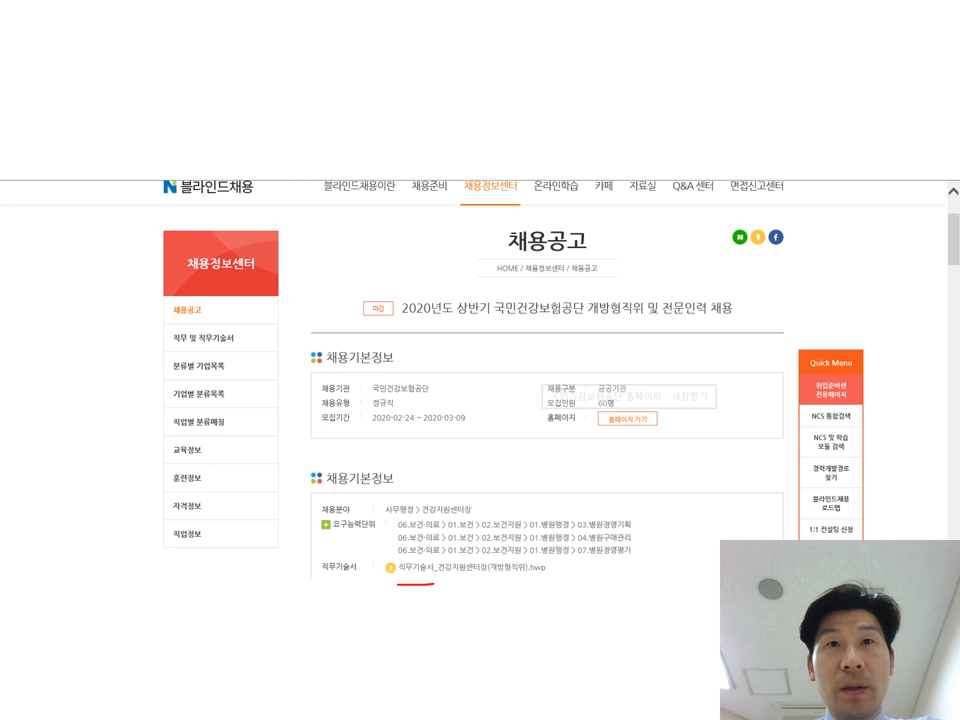 블라인드채용
블라인드채용이란 채용준비 채용정보센터 온라인학습 카페 자료실 Q&A 센터 면접신고센터
채용정보센터
채용공고
직무 및 직무기술서
분류별 기업목록
기업별 분류목록
직업별 분류매칭
교육정보
훈련정보
자격정보
직업정보
채용공고
HOME / 채용정보센터 / 채용공고
마감 2020년도 상반기 국민건강보험공단 개방형직위 및 전문인력 채용
채용기본정보
채용기관 국민건강보험공단 채용구분 공공기관
국민건강보험공단 홈페이지 - 새창열기
채용유형 정규직 모집인원 60명
모집기간 2020-02-24 ~ 2020-03-09 홈페이지 홈페이지 가기
채용기본정보
채용분야 사무행정 > 건강지원센터장
요구능력단위 06.보건·의료 > 01.보건 > 02.보건지원 > 01.병원행정 > 03.병원경영기획
06.보건·의료 > 01.보건 > 02.보건지원 > 01.병원행정 > 04.병원구매관리
06.보건·의료 > 01.보건 > 02.보건지원 > 01.병원행정 > 07.병원경영평가
직무기술서 직무기술서_건강지원센터장(개방형직위).hwp
Quick Menu
취업준비생
전용페이지
NCS 통합검색
NCS 및 학습
모듈 검색
경력개발경로
찾기
블라인드채용
로드맵
1:1 컨설팅 신청